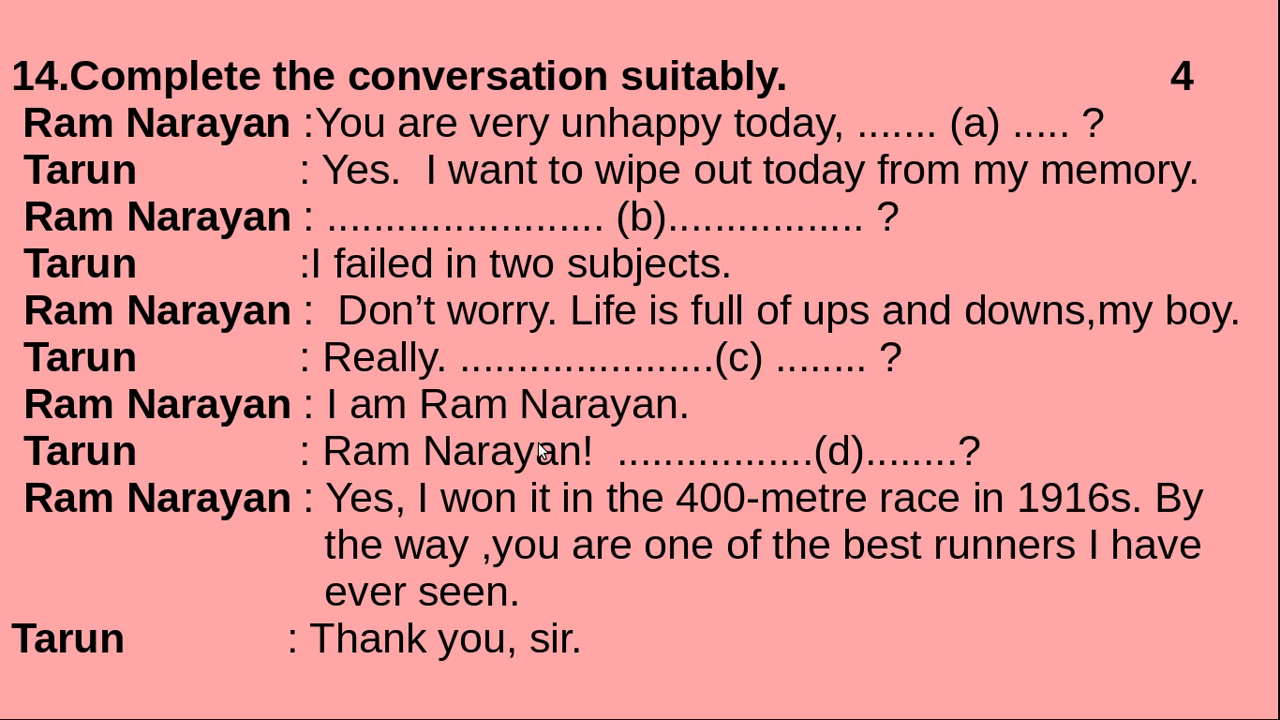 14.Complete the conversation suitably. 4
Ram Narayan :You are very unhappy today, ....... (a) ..... ?
Tarun : Yes.  I want to wipe out today from my memory.
Ram Narayan : ........................ (b)................. ?
Tarun :I failed in two subjects.
Ram Narayan :  Don’t worry. Life is full of ups and downs,my boy.
Tarun : Really. ......................(c) ........ ?
Ram Narayan : I am Ram Narayan.
Tarun : Ram Narayan!  .................(d)........?
Ram Narayan : Yes, I won it in the 400-metre race in 1916s. By
the way ,you are one of the best runners I have
ever seen.
Tarun : Thank you, sir.